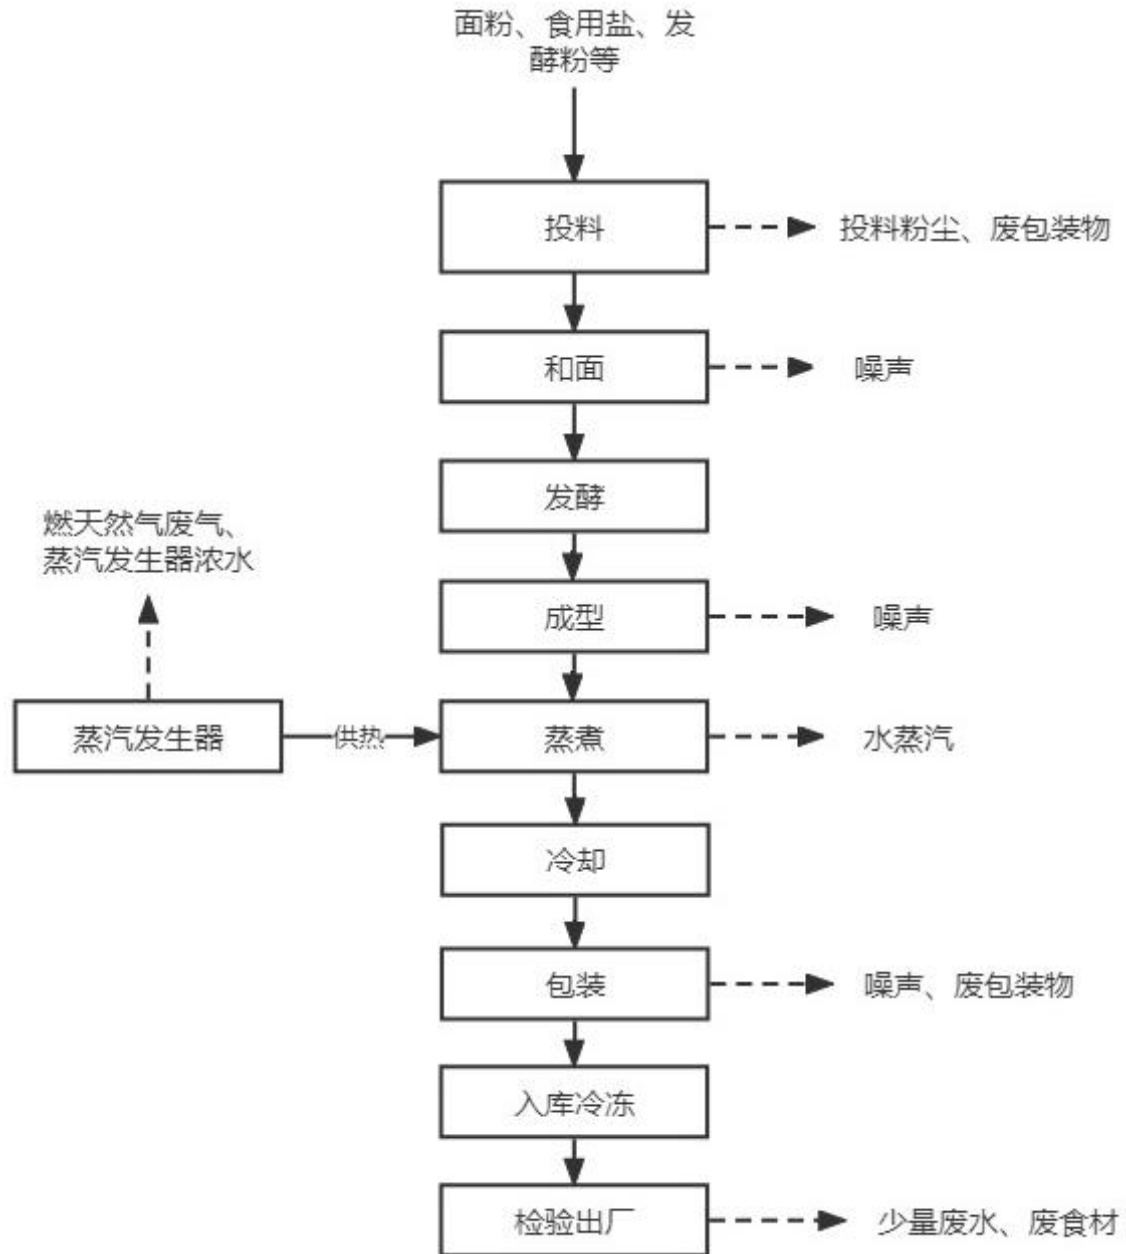 面粉、食用盐、发
酵粉等
投料
投料粉尘、废包装物
和面
噪声
发酵
燃天然气废气、
蒸汽发生器浓水
成型
噪声
蒸汽发生器
供热
蒸煮
水蒸汽
冷却
包装
噪声、废包装物
入库冷冻
检验出厂
少量废水、废食材